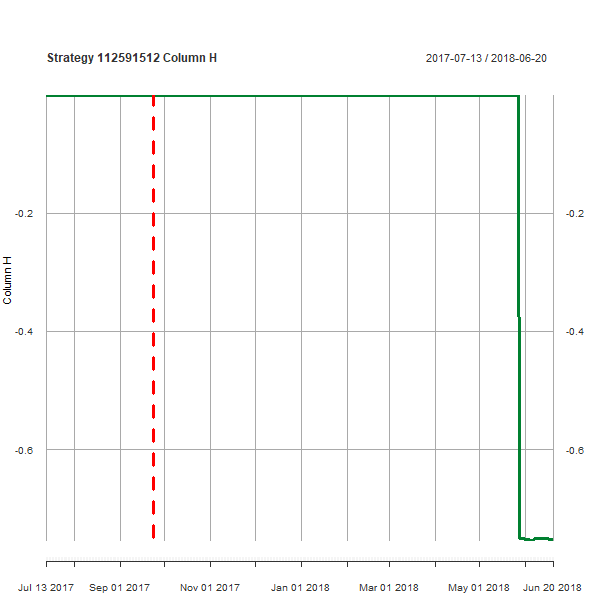 Strategy 112591512 Column H
2017-07-13 / 2018-06-20
-0.2
-0.2
Column H
-0.4
-0.4
-0.6
-0.6
Jul 13 2017
Sep 01 2017
Nov 01 2017
Jan 01 2018
Mar 01 2018
May 01 2018
Jun 20 2018